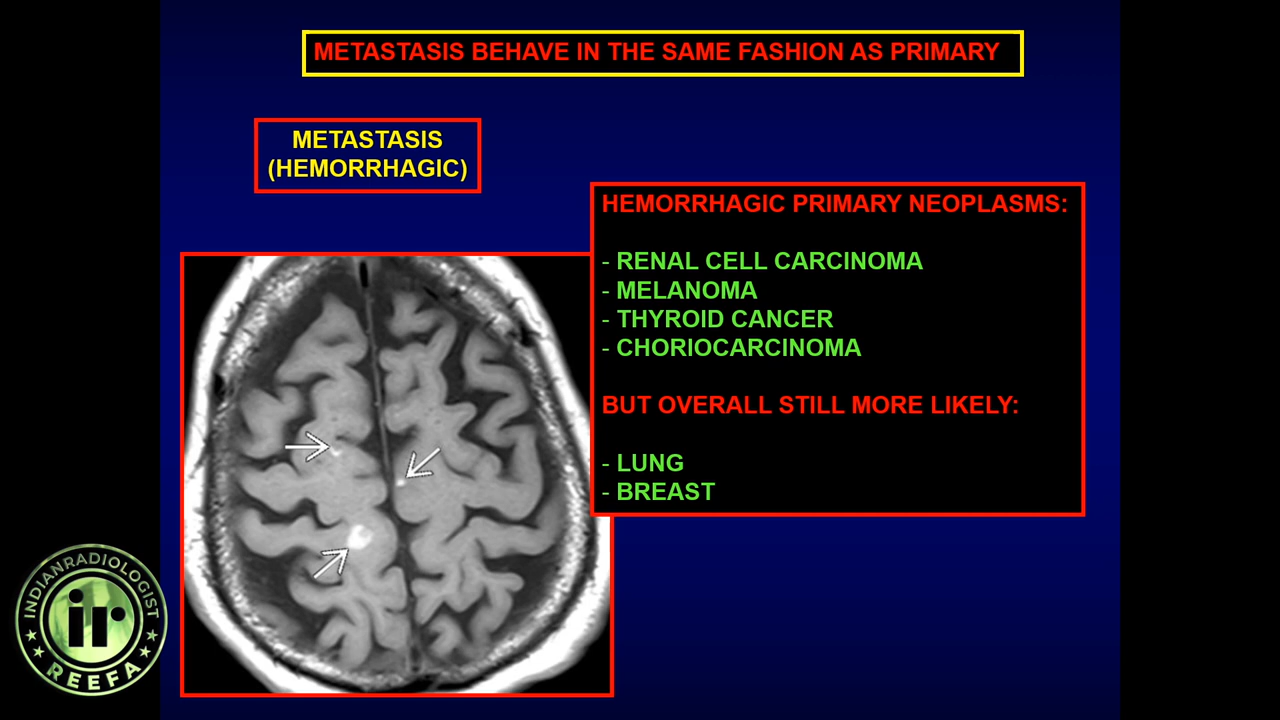 METASTASIS BEHAVE IN THE SAME FASHION AS PRIMARY
METASTASIS
(HEMORRHAGIC)
HEMORRHAGIC PRIMARY NEOPLASMS:
- RENAL CELL CARCINOMA
- MELANOMA
- THYROID CANCER
- CHORIOCARCINOMA
BUT OVERALL STILL MORE LIKELY:
- LUNG
- BREAST
INDIANRADIOLOGIST
ir
REEFA